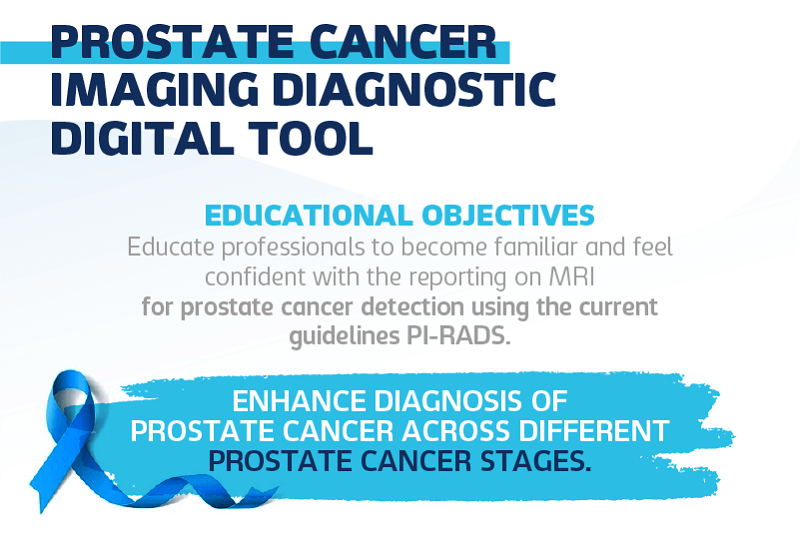 PROSTATE CANCER
IMAGING DIAGNOSTIC
DIGITAL TOOL
EDUCATIONAL OBJECTIVES
Educate professionals to become familiar and feel
confident with the reporting on MRI
for prostate cancer detection using the current
guidelines PI-RADS.
ENHANCE DIAGNOSIS OF
PROSTATE CANCER ACROSS DIFFERENT
PROSTATE CANCER STAGES.